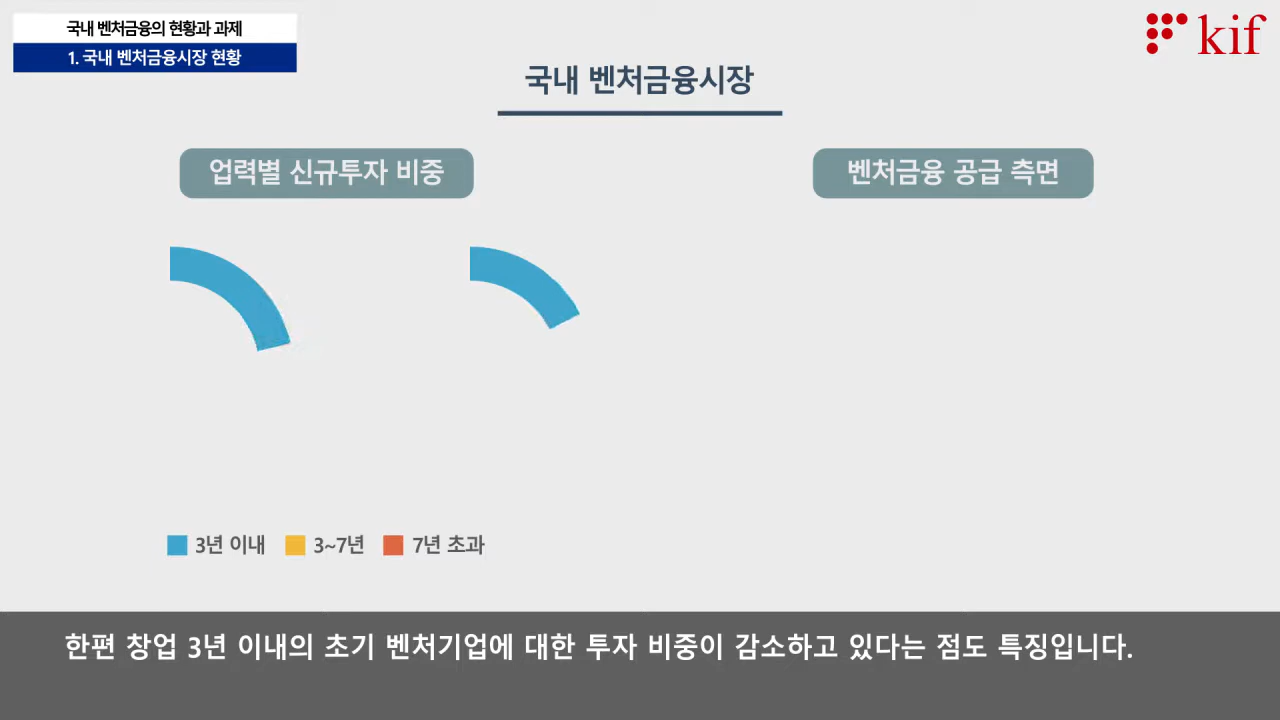 국내 벤처금융의 현황과 과제
1. 국내 벤처금융시장 현황
kif
국내 벤처금융시장
업력별 신규투자 비중
벤처금융 공급 측면
3년 이내
3~7년
7년 초과
한편 창업 3년 이내의 초기 벤처기업에 대한 투자 비중이 감소하고 있다는 점도 특징입니다.